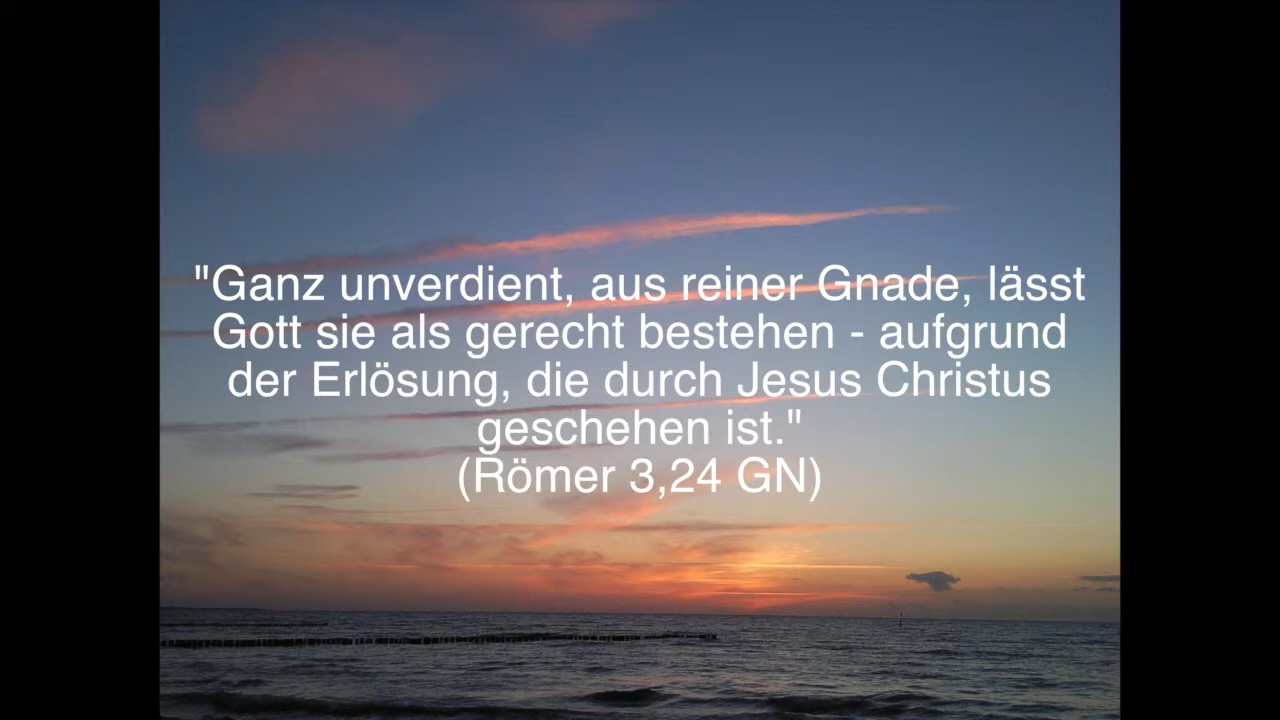 "Ganz unverdient, aus reiner Gnade, lässt
Gott sie als gerecht bestehen - aufgrund
der Erlösung, die durch Jesus Christus
geschehen ist."
(Römer 3,24 GN)